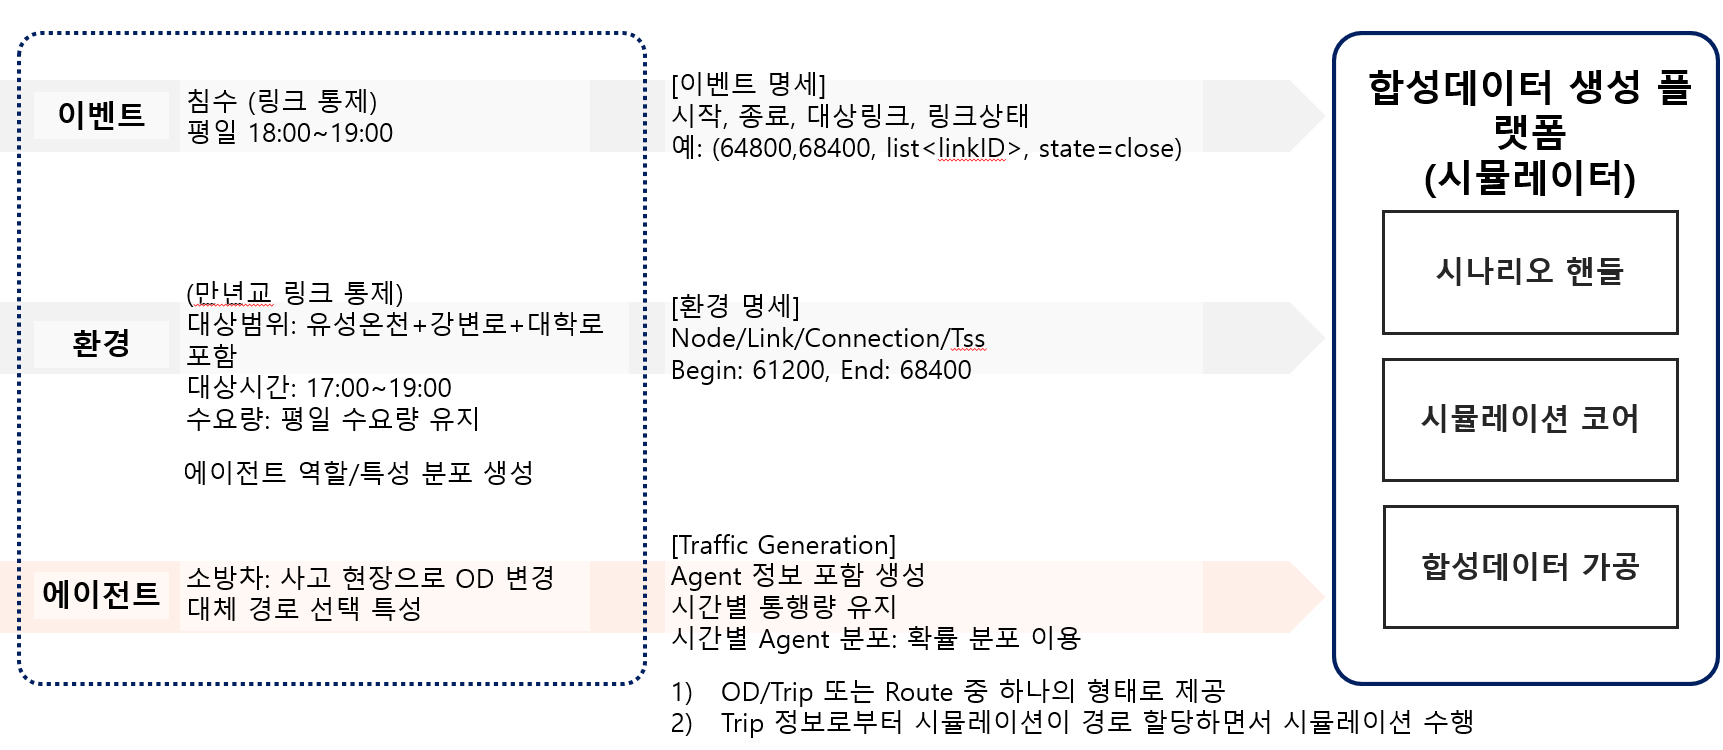 이벤트
침수 (링크 통제)
평일 18:00~19:00
[이벤트 명세]
시작, 종료, 대상링크, 링크상태
예: (64800,68400, list<linkID>, state=close)
환경
(만년교 링크 통제)
대상범위: 유성온천+강변로+대학로
포함
대상시간: 17:00~19:00
수요량: 평일 수요량 유지
[환경 명세]
Node/Link/Connection/Tss
Begin: 61200, End: 68400
에이전트 역할/특성 분포 생성
에이전트
소방차: 사고 현장으로 OD 변경
대체 경로 선택 특성
[Traffic Generation]
Agent 정보 포함 생성
시간별 통행량 유지
시간별 Agent 분포: 확률 분포 이용
1) OD/Trip 또는 Route 중 하나의 형태로 제공
2) Trip 정보로부터 시뮬레이션이 경로 할당하면서 시뮬레이션 수행
합성데이터 생성 플
랫폼
(시뮬레이터)
시나리오 핸들
시뮬레이션 코어
합성데이터 가공